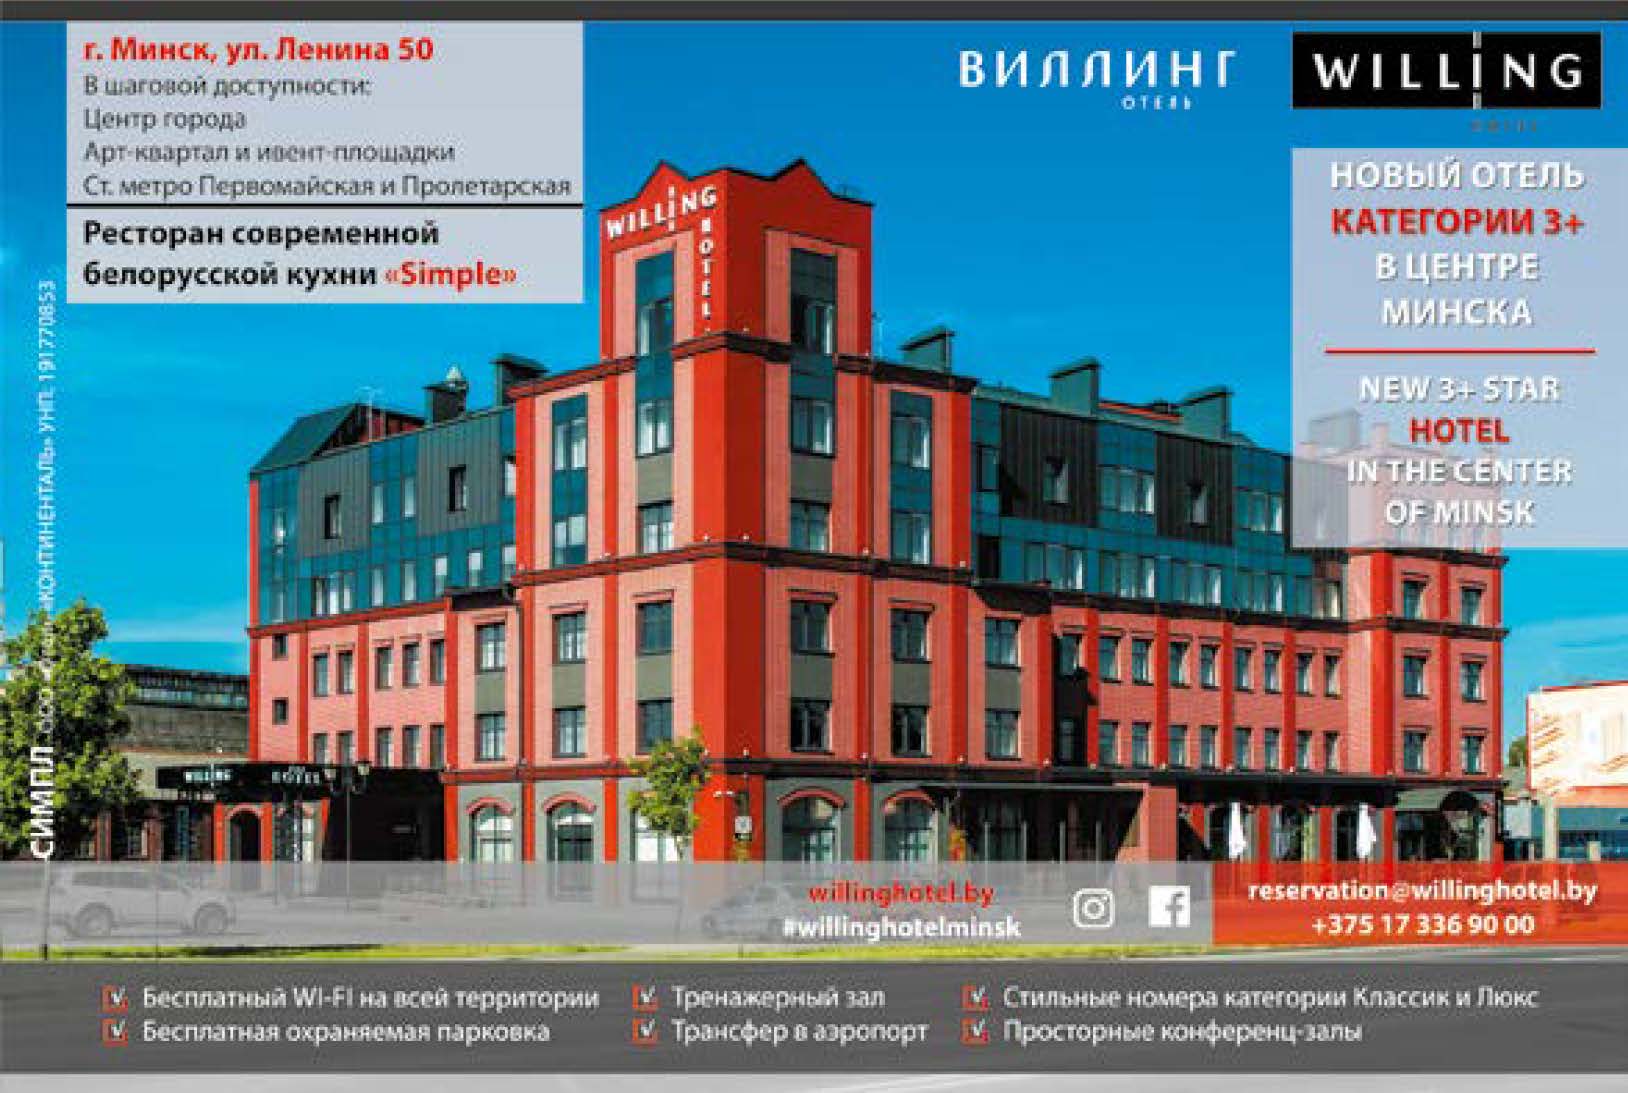 г. Минск, ул. Ленина 50
В шаговой доступности:
Центр города
Арт-квартал и ивент-площадки
Ст. метро Первомайская и Пролетарская
Ресторан современной
белорусской кухни «Simple»
ВИЛЛИНГ
ОТЕЛЬ
WILLING
HOTEL
НОВЫЙ ОТЕЛЬ
КАТЕГОРИИ 3+
В ЦЕНТРЕ
МИНСКА
NEW 3+ STAR
HOTEL
IN THE CENTER
OF MINSK
WILLING
HOTEL
WILLING HOTEL
СИМПЛ «КОНТИНЕНТАЛЬ» УНП. 191770853
willinghotel.by
#willinghotelminsk
reservation@willinghotel.by
+375 17 336 90 00
Бесплатный WI-FI на всей территории
Бесплатная охраняемая парковка
Тренажерный зал
Трансфер в аэропорт
Стильные номера категории Классик и Люкс
Просторные конференц-залы